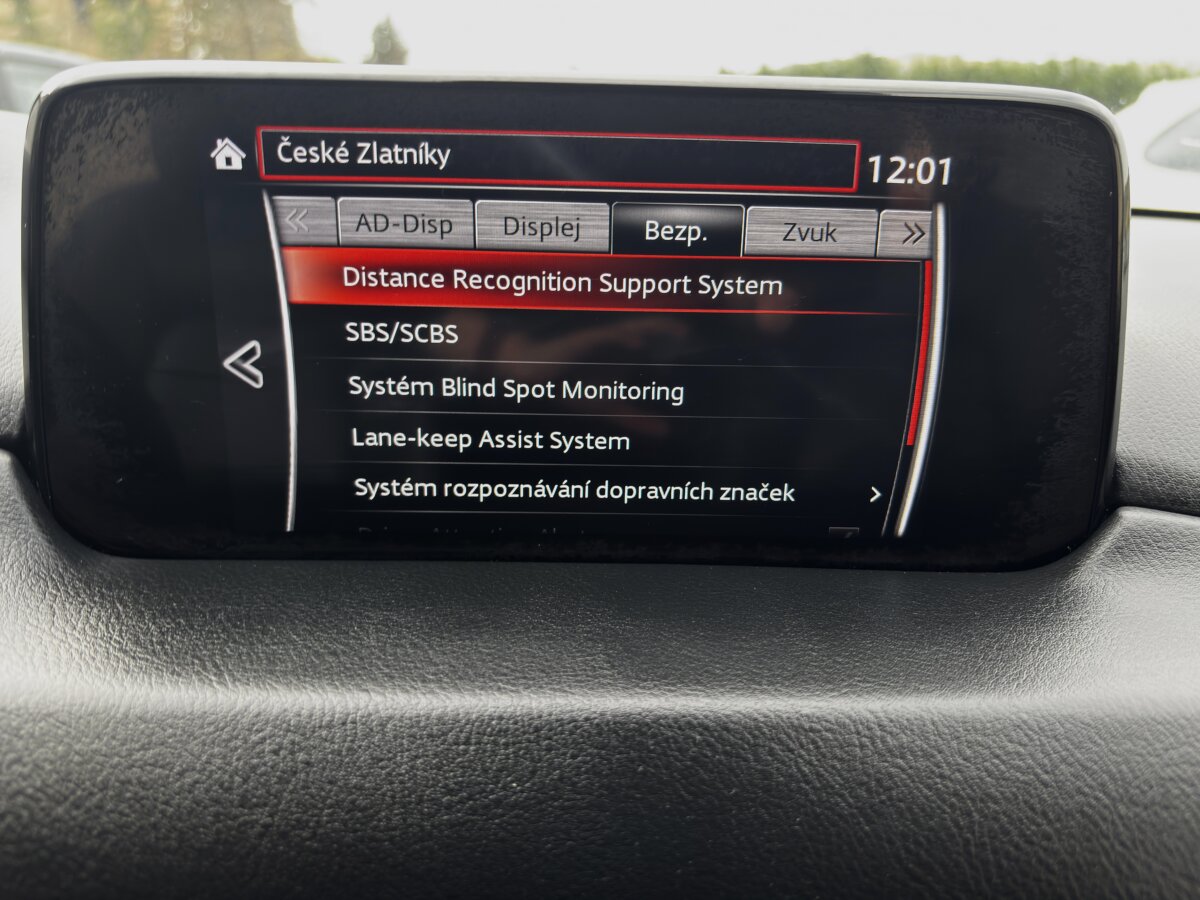 České Zlatníky
12:01
AD-Disp Displej Bezp. Zvuk
Distance Recognition Support System
SBS/SCBS
Systém Blind Spot Monitoring
Lane-keep Assist System
Systém rozpoznávání dopravních značek